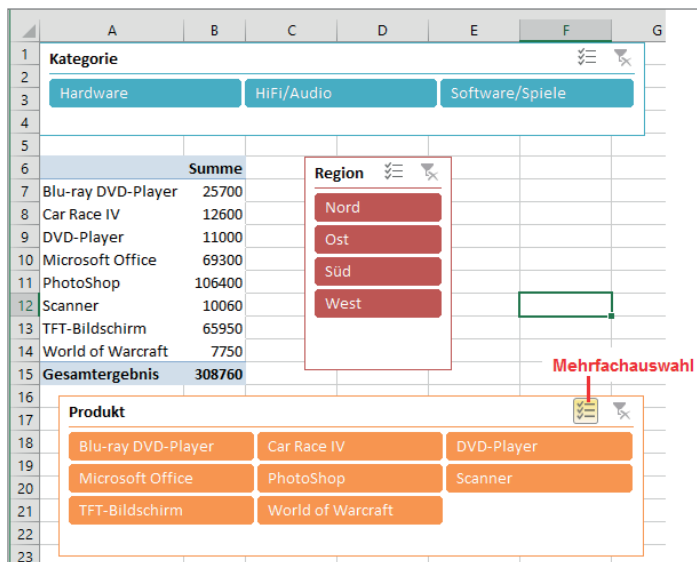 A B C D E F G
1 Kategorie
2
3 Hardware HiFi/Audio Software/Spiele
4
5
6 Summe
7 Blu-ray DVD-Player 25700
8 Car Race IV 12600
9 DVD-Player 11000
10 Microsoft Office 69300
11 PhotoShop 106400
12 Scanner 10060
13 TFT-Bildschirm 65950
14 World of Warcraft 7750
15 Gesamtergebnis 308760
Region
Nord
Ost
Süd
West
Mehrfachauswahl
16
17 Produkt
18 Blu-ray DVD-Player Car Race IV DVD-Player
19
20 Microsoft Office PhotoShop Scanner
21 TFT-Bildschirm World of Warcraft
22
23